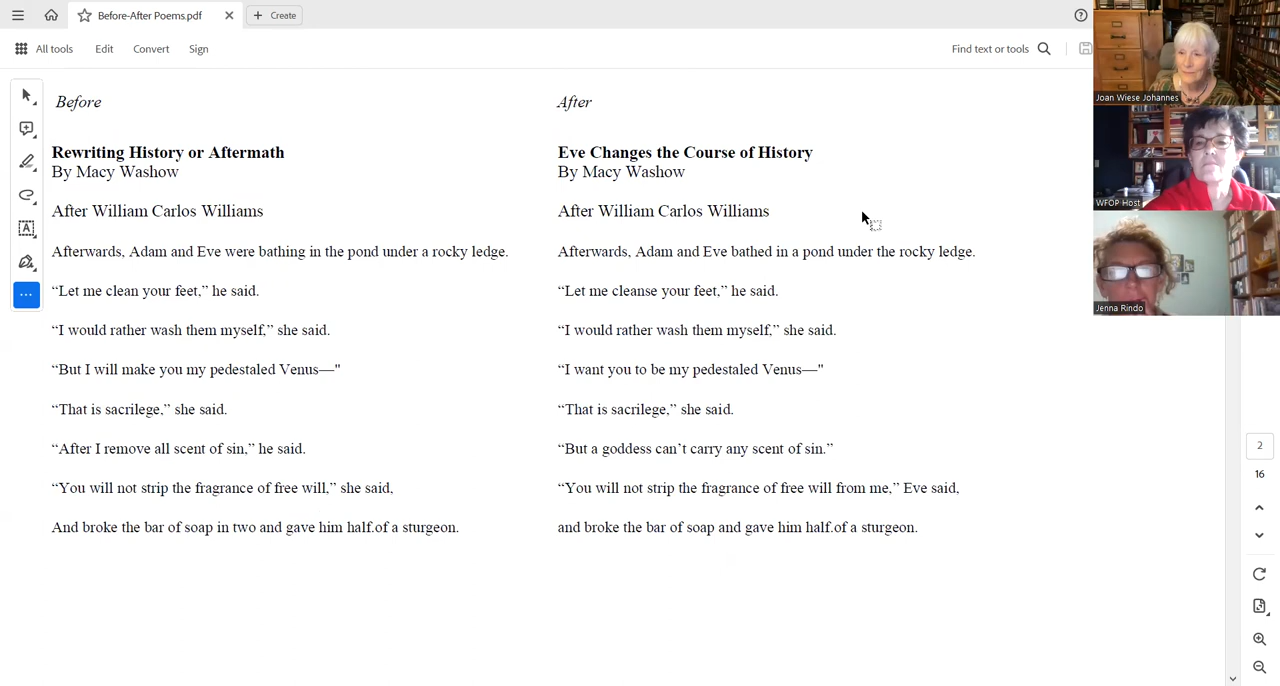 Before-After Poems.pdf
Create
All tools
Edit
Convert
Sign
Find text or tools
Before
Rewriting History or Aftermath
By Macy Washow
After William Carlos Williams
Afterwards, Adam and Eve were bathing in the pond under a rocky ledge.
“Let me clean your feet,” he said.
“I would rather wash them myself,” she said.
“But I will make you my pedestaled Venus—"
“That is sacrilege,” she said.
“After I remove all scent of sin,” he said.
“You will not strip the fragrance of free will,” she said,
And broke the bar of soap in two and gave him half.of a sturgeon.
After
Eve Changes the Course of History
By Macy Washow
After William Carlos Williams
Afterwards, Adam and Eve bathed in a pond under the rocky ledge.
“Let me cleanse your feet,” he said.
“I would rather wash them myself,” she said.
“I want you to be my pedestaled Venus—"
“That is sacrilege,” she said.
“But a goddess can’t carry any scent of sin.”
“You will not strip the fragrance of free will from me,” Eve said,
and broke the bar of soap and gave him half.of a sturgeon.
Joan Wiese Johannes
WFOP Host
Jenna Rindo
2
16